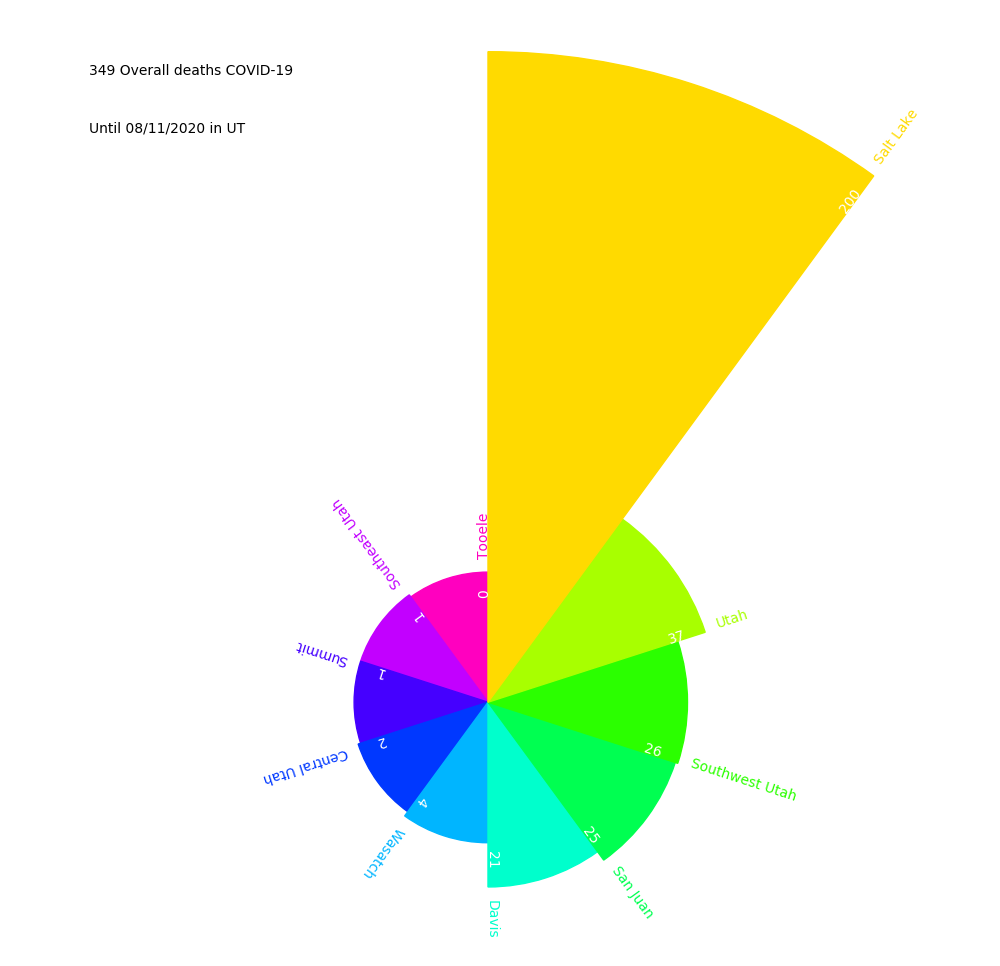 349 Overall deaths COVID-19
Until 08/11/2020 in UT
Salt Lake
200
Utah
37
Southwest Utah
26
San Juan
25
Davis
21
Wasatch
4
Central Utah
2
Summit
1
Southeast Utah
1
Tooele
0